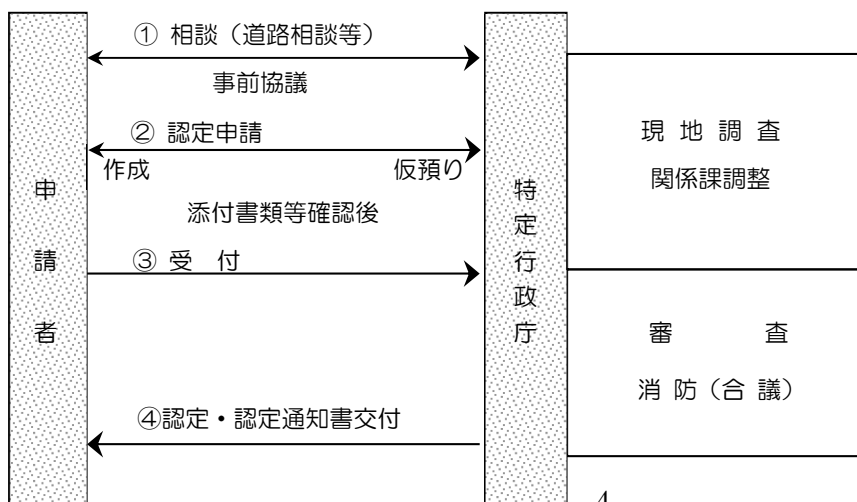 ① 相談（道路相談等）
事前協議
② 認定申請
作成
仮預り
添付書類等確認後
③ 受 付
④認定・認定通知書交付
申請者
特定行政庁
現 地 調 査
関係課調整
審 査
消 防（合 議）
4